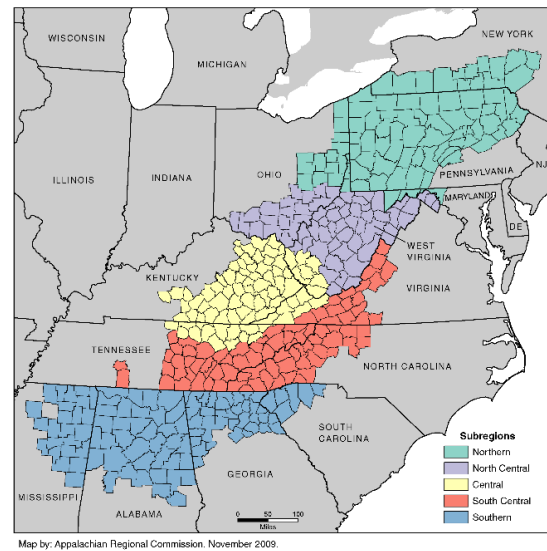 WISCONSIN
MICHIGAN
NEW YORK
ILLINOIS
INDIANA
OHIO
PENNSYLVANIA
NJ
MARYLAND
DE
WEST
VIRGINIA
KENTUCKY
VIRGINIA
TENNESSEE
NORTH CAROLINA
SOUTH
CAROLINA
GEORGIA
MISSISSIPPI
ALABAMA
Subregions
Northern
North Central
Central
South Central
Southern
0 50 100
Miles
Map by: Appalachian Regional Commission. November 2009.